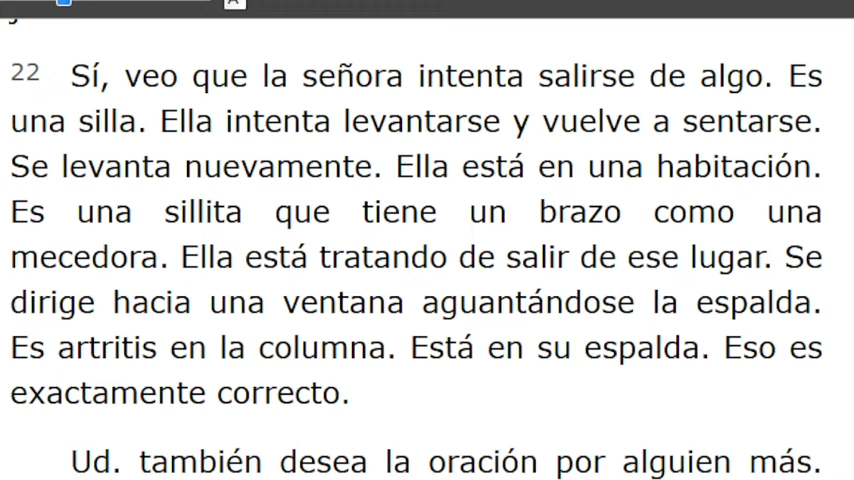 22 Sí, veo que la señora intenta salirse de algo. Es
una silla. Ella intenta levantarse y vuelve a sentarse.
Se levanta nuevamente. Ella está en una habitación.
Es una sillita que tiene un brazo como una
mecedora. Ella está tratando de salir de ese lugar. Se
dirige hacia una ventana aguantándose la espalda.
Es artritis en la columna. Está en su espalda. Eso es
exactamente correcto.
Ud. también desea la oración por alguien más.